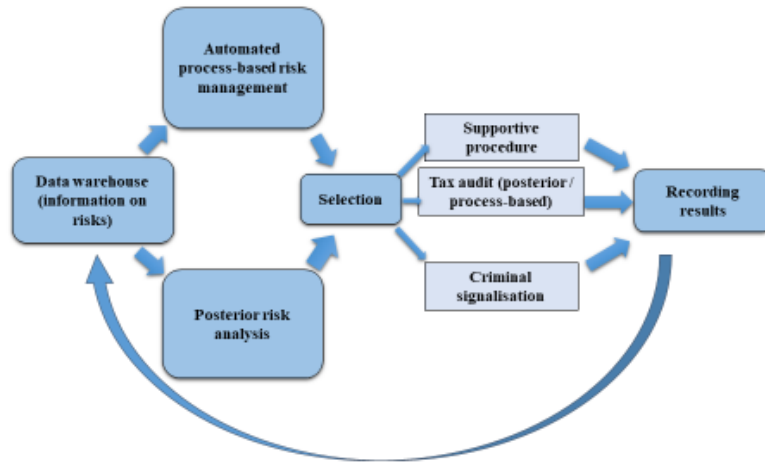 Automated
process-based risk
management
Data warehouse
(information on
risks)
Posterior risk
analysis
Selection
Supportive
procedure
Tax audit (posterior /
process-based)
Criminal
signalisation
Recording
results